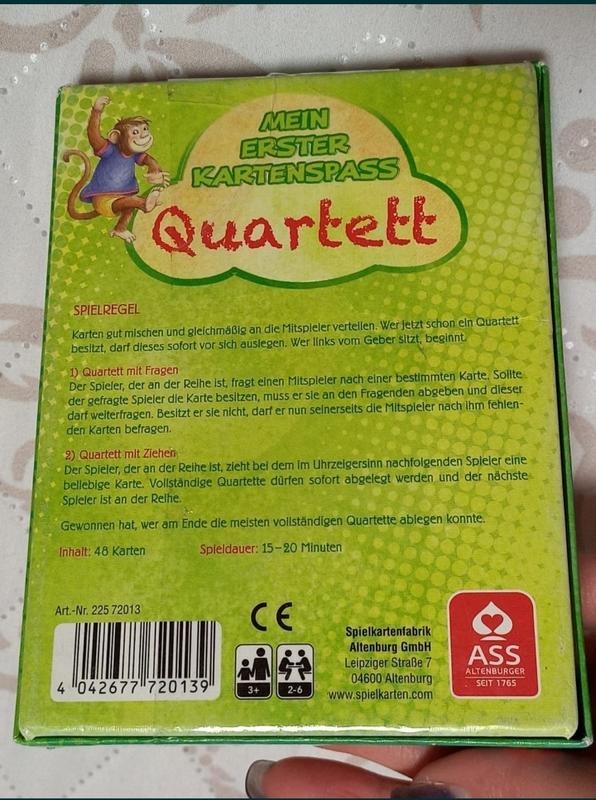 MEIN
ERSTER
KARTENSPASS
Quartett
SPIELREGEL
Karten gut mischen und gleichmäßig an die Mitspieler verteilen. Wer jetzt schon ein Quartett
besitzt, darf dieses sofort vor sich auslegen. Wer links vom Geber sitzt, beginnt.
1) Quartett mit Fragen
Der Spieler, der an der Reihe ist, fragt einen Mitspieler nach einer bestimmten Karte. Sollte
der gefragte Spieler die Karte besitzen, muss er sie an den Fragenden abgeben und dieser
darf weiterfragen. Besitzt er sie nicht, darf er nun seinerseits die Mitspieler nach ihm fehlen-
den Karten befragen.
2) Quartett mit Ziehen
Der Spieler, der an der Reihe ist, zieht bei dem im Uhrzeigersinn nachfolgenden Spieler eine
beliebige Karte. Vollständige Quartette dürfen sofort abgelegt werden und der nächste
Spieler ist an der Reihe.
Gewonnen hat, wer am Ende die meisten vollständigen Quartette ablegen konnte.
Inhalt: 48 Karten Spieldauer: 15–20 Minuten
Art.-Nr. 225 72013
4 042677 720139
CE
3+
2-6
Spielkartenfabrik
Altenburg GmbH
Leipziger Straße 7
04600 Altenburg
www.spielkarten.com
ASS
ALTENBURGER
SEIT 1765